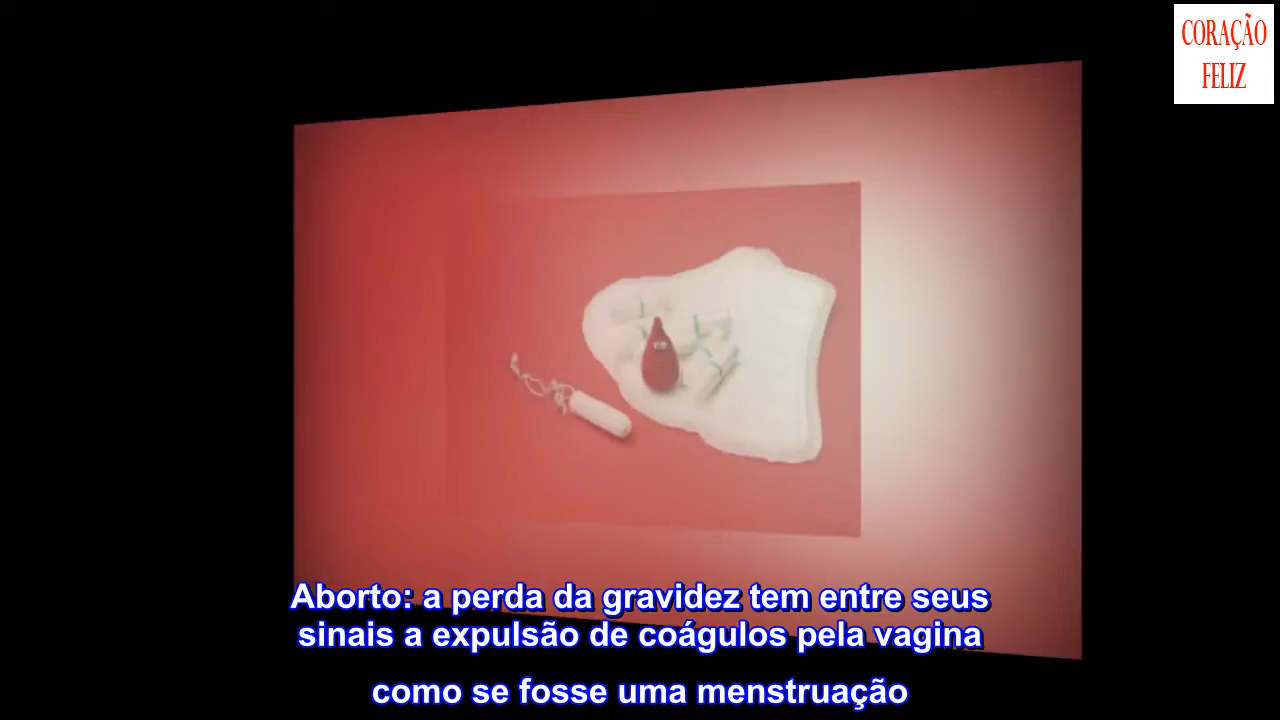 CORAÇÃO
FELIZ
Aborto: a perda da gravidez tem entre seus
sinais a expulsão de coágulos pela vagina
como se fosse uma menstruação